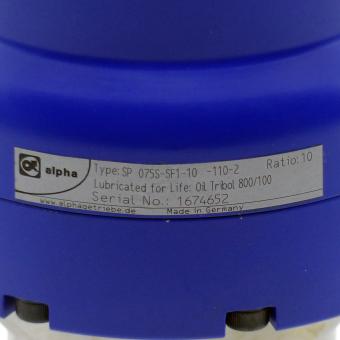 alpha
Type: SP 075S-SF1-10 -110-2 Ratio: 10
Lubricated for Life: Oil Tribol 800/100
Serial No.: 1674652
www.alphagetriebe.de Made in Germany